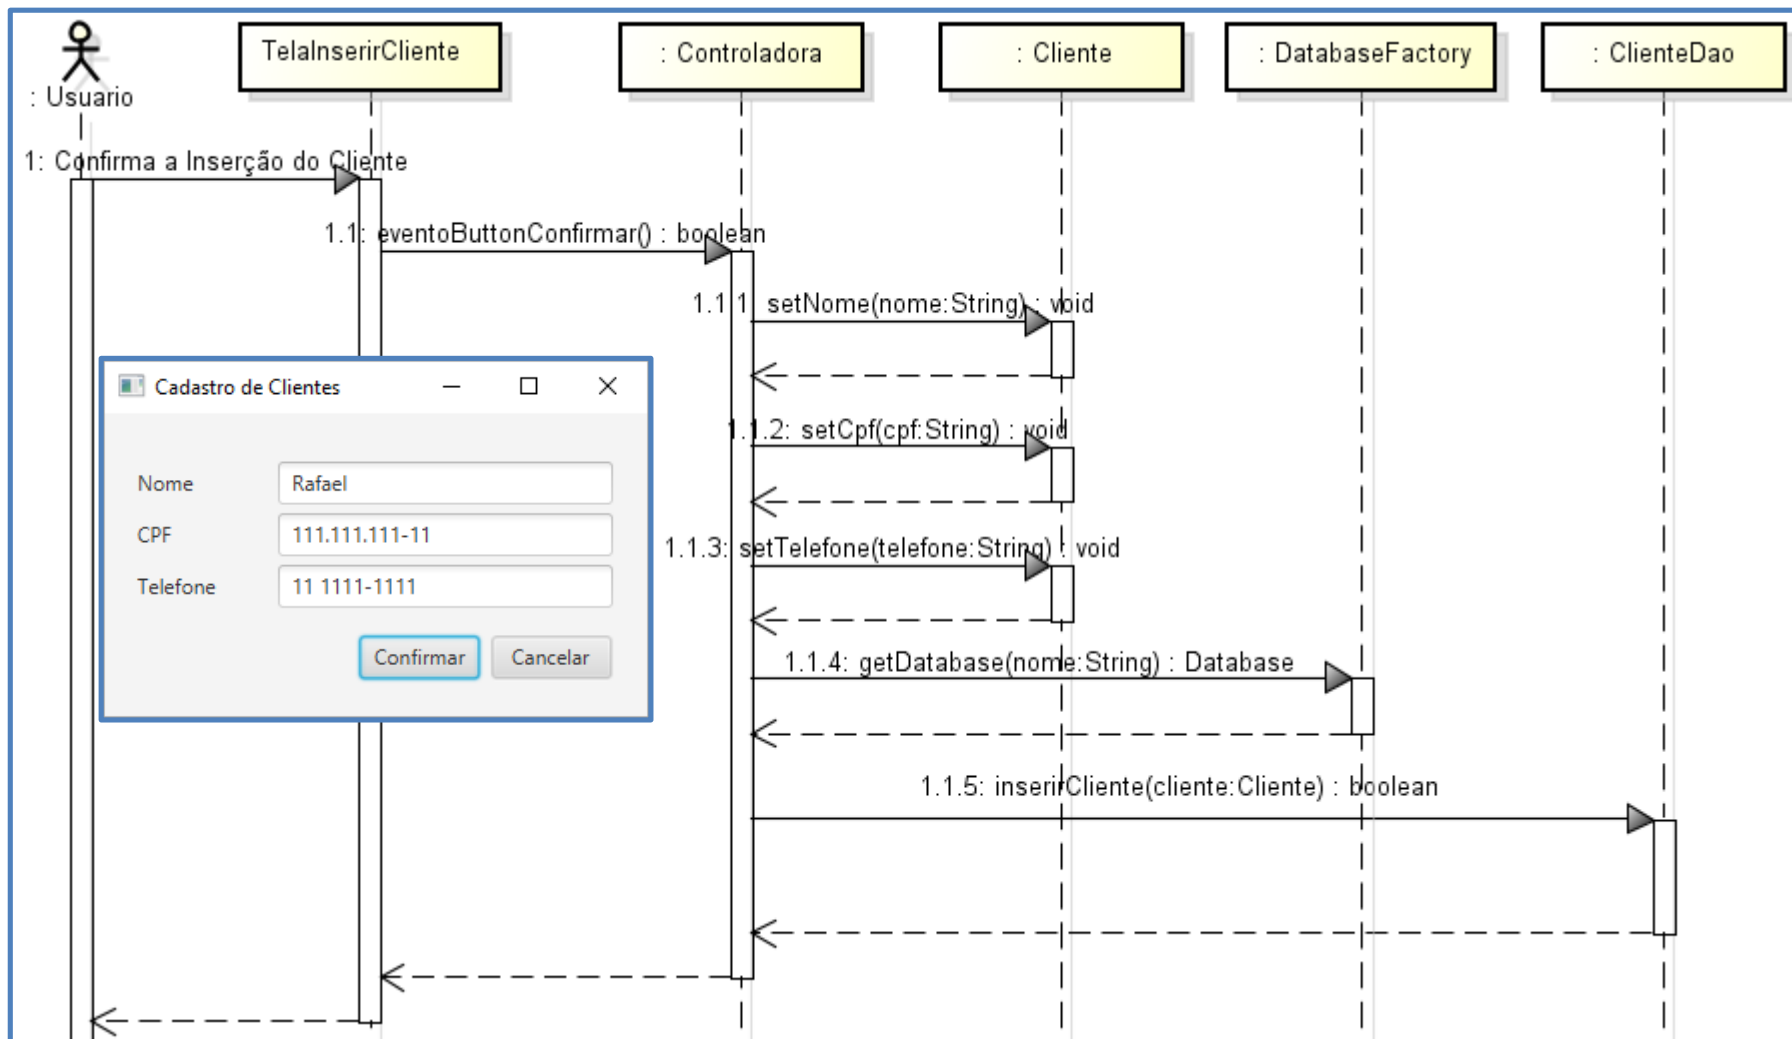 TelaInserirCliente
: Controladora
: Cliente
: DatabaseFactory
: ClienteDao
: Usuario
1: Confirma a Inserção do Cliente
1.1: eventoButtonConfirmar() : boolean
1.1.1: setNome(nome:String) : void
Cadastro de Clientes
1.1.2: setCpf(cpf:String) : void
Nome
Rafael
CPF
111.111.111-11
1.1.3: setTelefone(telefone:String) : void
Telefone
11 1111-1111
Confirmar
Cancelar
1.1.4: getDatabase(nome:String) : Database
1.1.5: inserirCliente(cliente:Cliente) : boolean